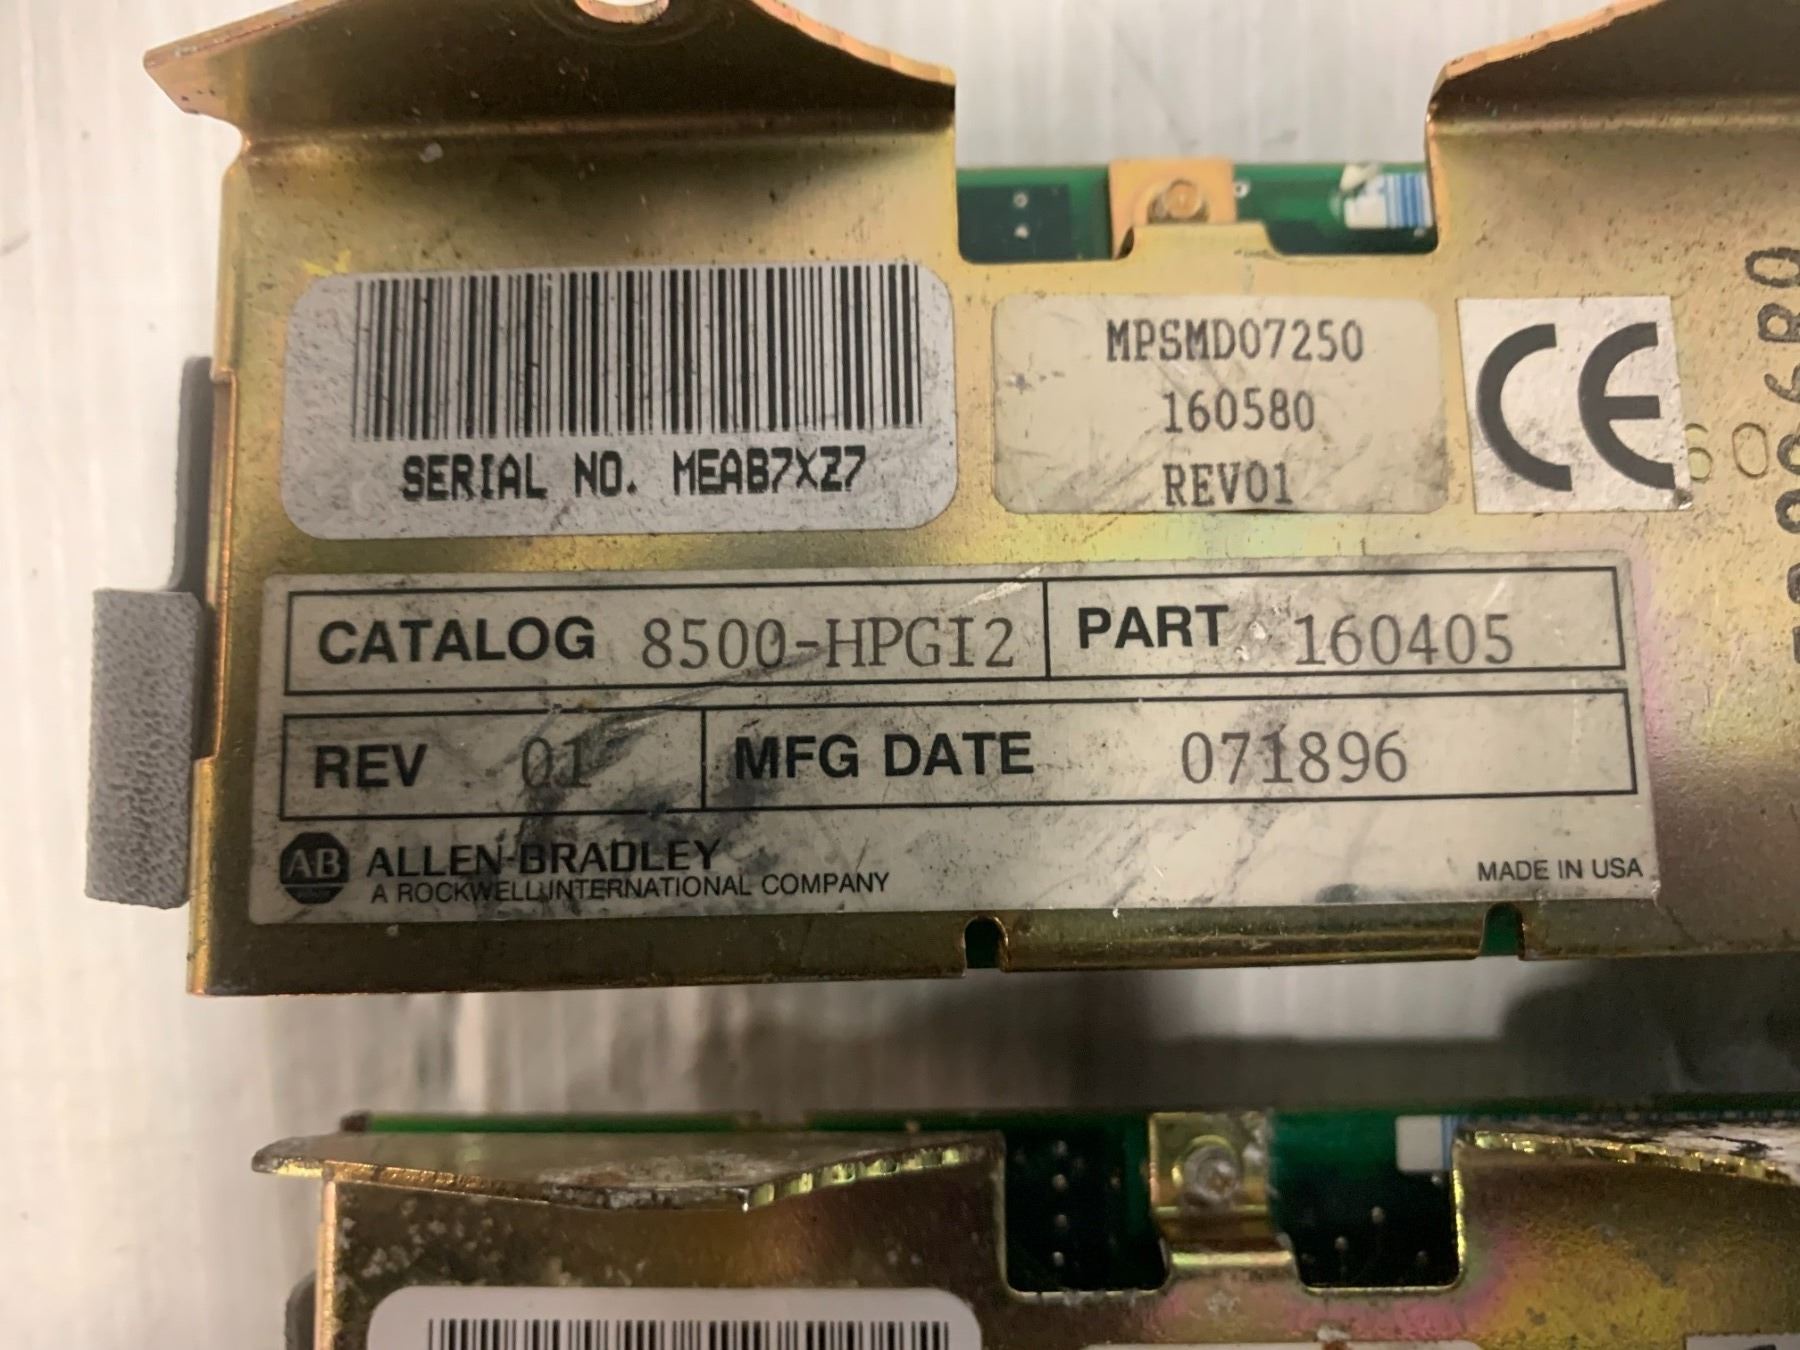 SERIAL NO. MEAB7XZ7
MPSMD07250
160580
REV01
CE
CATALOG 8500-HPGI2
PART 160405
REV 01
MFG DATE 071896
AB ALLEN-BRADLEY
A ROCKWELL INTERNATIONAL COMPANY
MADE IN USA